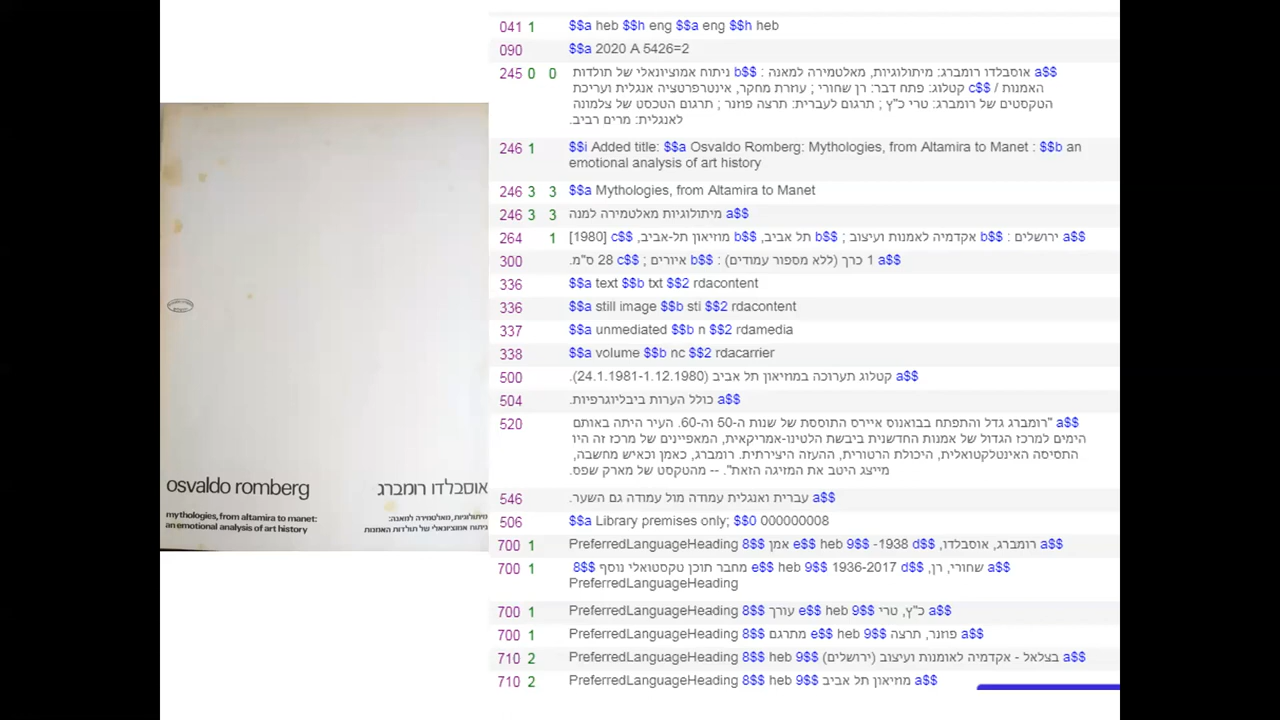 osvaldo romberg
אוסבלדו רומברג
mythologies, from altamira to manet:
an emotional analysis of art history
מיתולוגיות, מאלטמירה למאנה:
ניתוח אמוציונאלי של תולדות האמנות
041 1 $$a heb $$h eng $$a eng $$h heb
090 $$a 2020 A 5426=2
245 0 0 $$a אוסבלדו רומברג: מיתולוגיות, מאלטמירה למאנה : $$b ניתוח אמוציונאלי של תולדות
האמנות / $$c קטלוג: פתח דבר: רן שחורי ; עוזרת מחקר, אינטרפרטציה אנגלית ועריכת
הטקסטים של רומברג: טרי כ"ץ ; תרגום לעברית: תרצה פוזנר ; תרגום הטכסט של צלמונה
לאנגלית: מרים רביב.
246 1 $$i Added title: $$a Osvaldo Romberg: Mythologies, from Altamira to Manet : $$b an
emotional analysis of art history
246 3 3 $$a Mythologies, from Altamira to Manet
246 3 3 $$a מיתולוגיות מאלטמירה למנה
264 1 $$a ירושלים : $$b אקדמיה לאמנות ועיצוב ; $$b תל אביב, $$b מוזיאון תל-אביב, $$c [1980]
300 $$a 1 כרך (ללא מספור עמודים) : $$b איורים ; $$c 28 ס"מ.
336 $$a text $$b txt $$2 rdacontent
336 $$a still image $$b sti $$2 rdacontent
337 $$a unmediated $$b n $$2 rdamedia
338 $$a volume $$b nc $$2 rdacarrier
500 $$a קטלוג תערוכה במוזיאון תל אביב (24.1.1981-1.12.1980).
504 $$a כולל הערות ביבליוגרפיות.
520 $$a "רומברג גדל והתפתח בבואנוס איירס התוססת של שנות ה-50 וה-60. העיר היתה באותם
הימים למרכז הגדול של אמנות החדשנית ביבשת הלטינו-אמריקאית, המאפיינים של מרכז זה היו
התסיסה האינטלקטואלית, היכולת הרטורית, ההעזה היצירתית. רומברג, כאמן וכאיש מחשבה,
מייצג היטב את המזיגה הזאת". -- מהטקסט של מארק שפס.
546 $$a עברית ואנגלית עמודה מול עמודה גם השער.
506 $$a Library premises only; $$0 000000008
700 1 $$a רומברג, אוסבלדו, $$d 1938- $$9 heb $$e אמן $$8 PreferredLanguageHeading
700 1 $$a שחורי, רן, $$d 1936-2017 $$9 heb $$e מחבר תוכן טקסטואלי נוסף $$8
PreferredLanguageHeading
700 1 $$a כ"ץ, טרי $$9 heb $$e עורך $$8 PreferredLanguageHeading
700 1 $$a פוזנר, תרצה $$9 heb $$e מתרגם $$8 PreferredLanguageHeading
710 2 $$a בצלאל - אקדמיה לאומנות ועיצוב (ירושלים) $$9 heb $$8 PreferredLanguageHeading
710 2 $$a מוזיאון תל אביב $$9 heb $$8 PreferredLanguageHeading